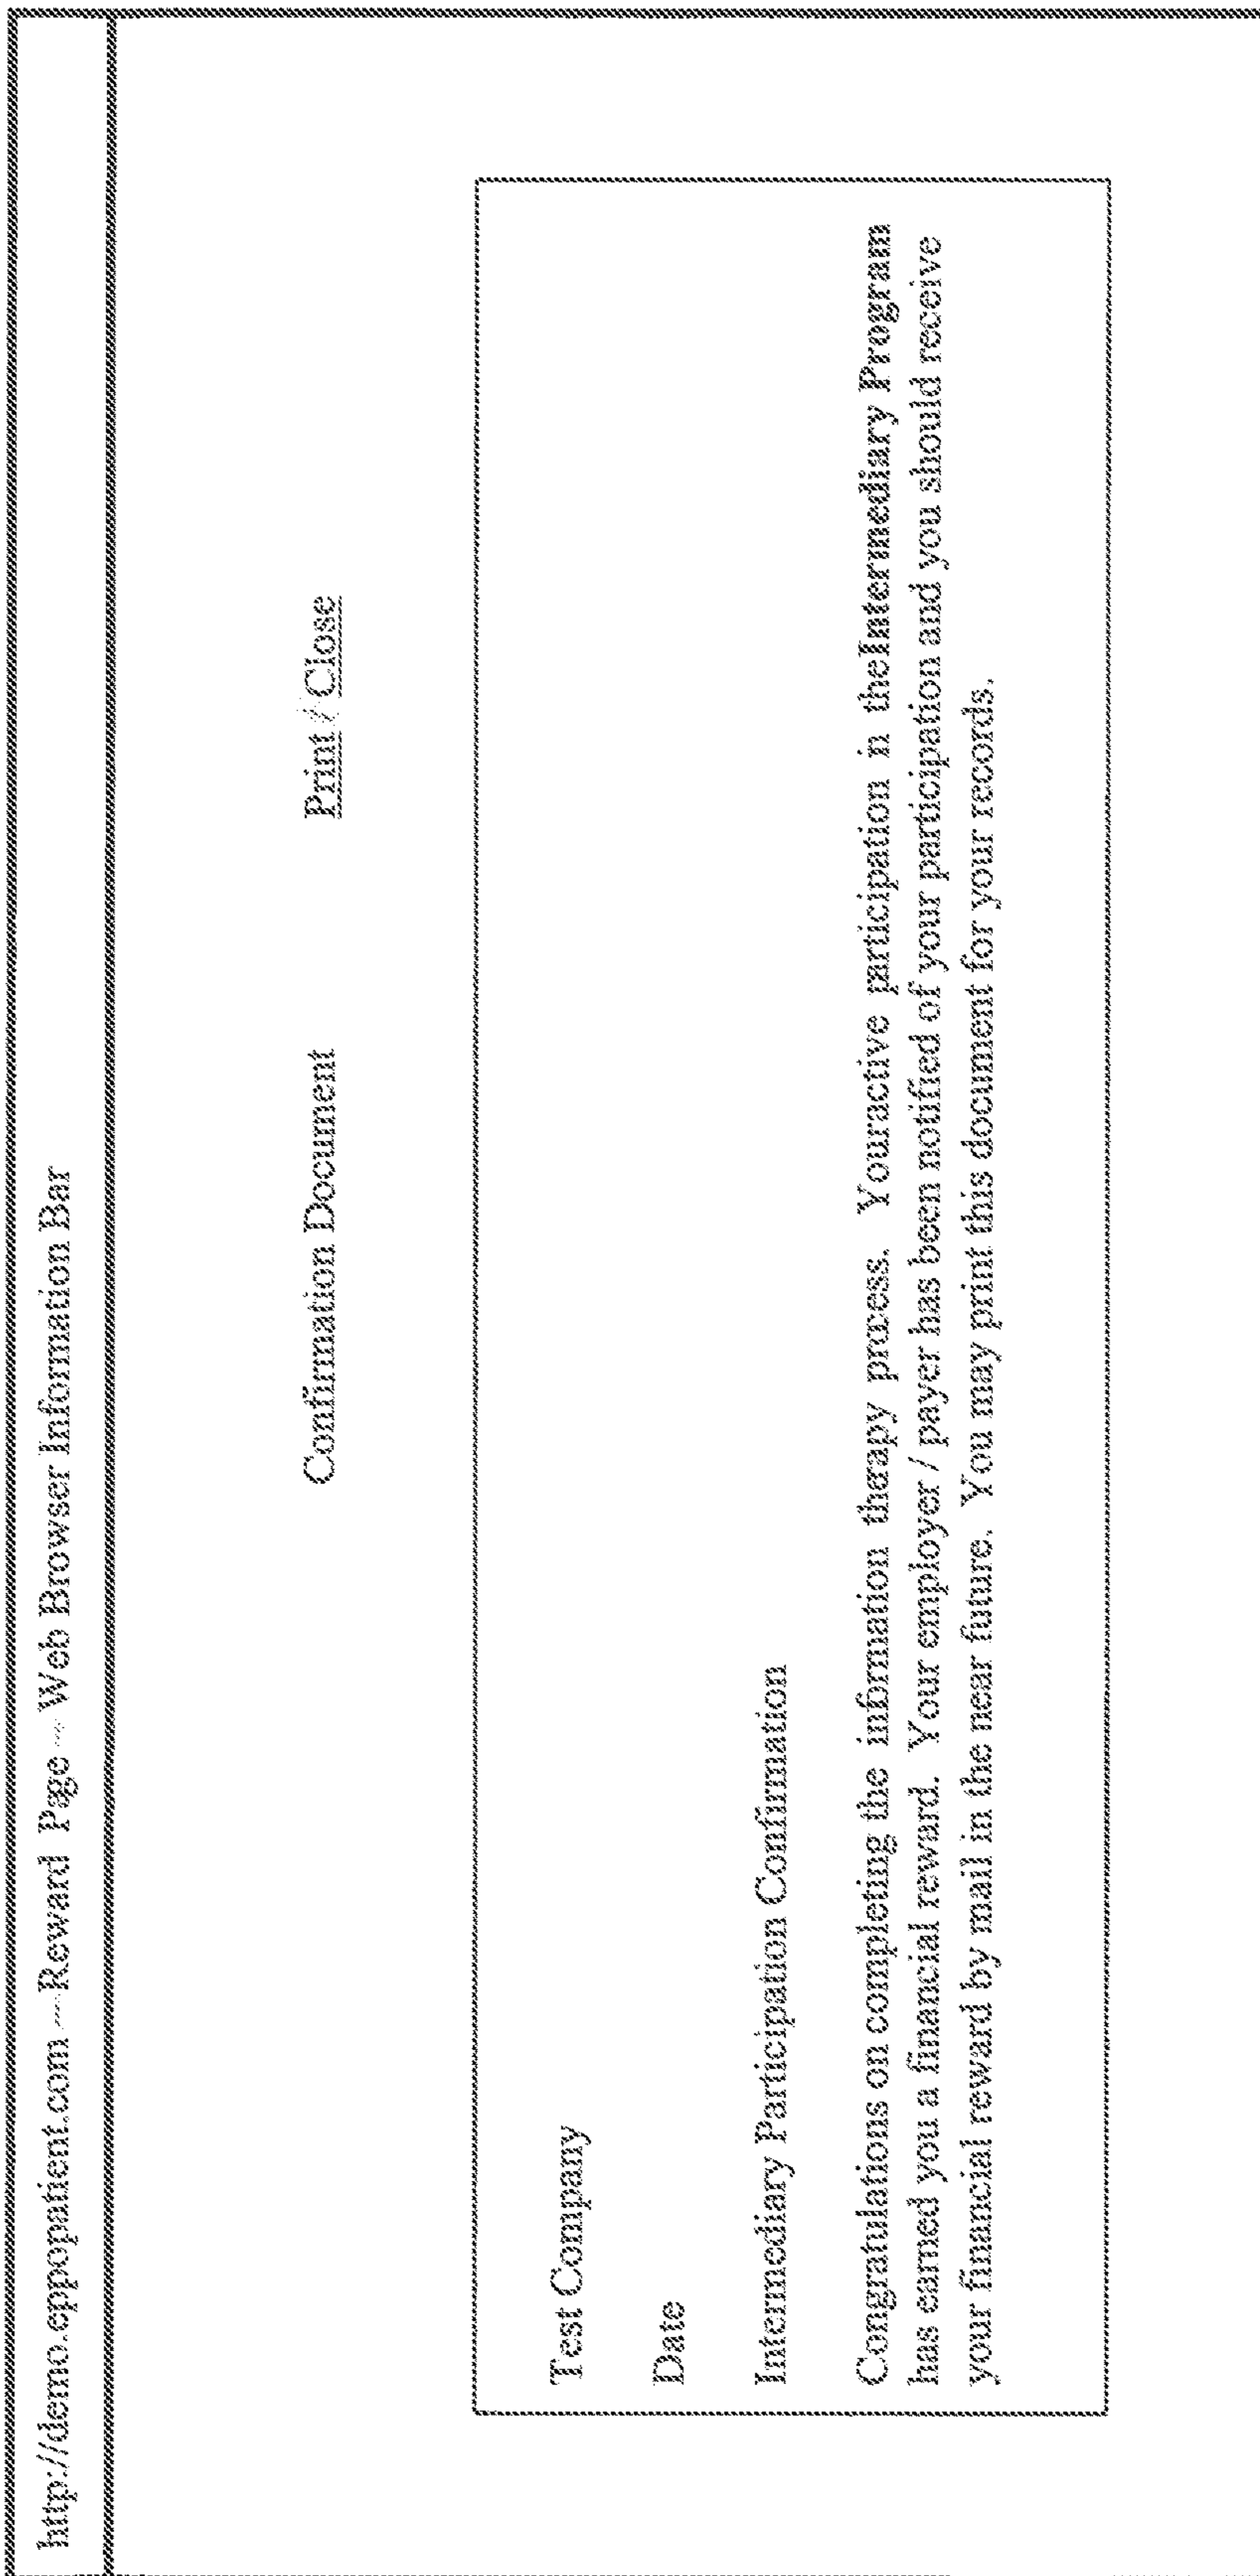 http://demo.eppopatient.com — Reward Page — Web Browser Information Bar
Confirmation Document Print / Close
Test Company
Date
Intermediary Participation Confirmation
Congratulations on completing the information therapy process. Youractive participation in theIntermediary Program
has earned you a financial reward. Your employer / payer has been notified of your participation and you should receive
your financial reward by mail in the near future. You may print this document for your records.